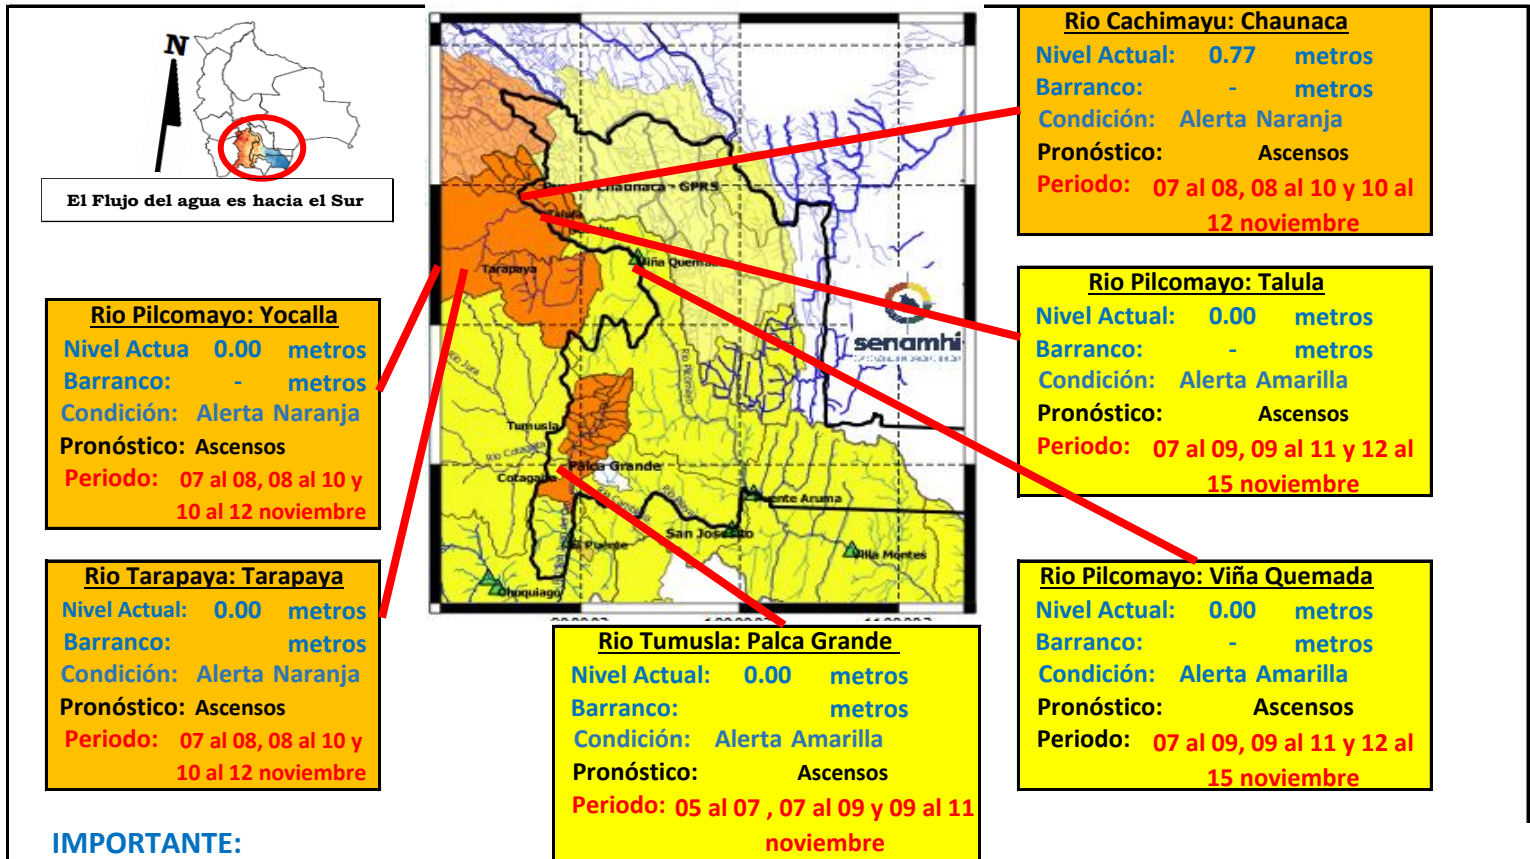 N
El Flujo del agua es hacia el Sur
Rio Cachimayu: Chaunaca
Nivel Actual: 0.77 metros
Barranco: - metros
Condición: Alerta Naranja
Pronóstico: Ascensos
Periodo: 07 al 08, 08 al 10 y 10 al
12 noviembre
Chaunaca - GPRS
Talula
Viña Quemada
Tarapaya
senamhi
Tumusla
Palca Grande
Puente Aruma
San Josesito
El Puente
Villa Montes
Chuquiago
Rio Pilcomayo: Talula
Nivel Actual: 0.00 metros
Barranco: - metros
Condición: Alerta Amarilla
Pronóstico: Ascensos
Periodo: 07 al 09, 09 al 11 y 12 al
15 noviembre
Rio Pilcomayo: Yocalla
Nivel Actua 0.00 metros
Barranco: - metros
Condición: Alerta Naranja
Pronóstico: Ascensos
Periodo: 07 al 08, 08 al 10 y
10 al 12 noviembre
Rio Tarapaya: Tarapaya
Nivel Actual: 0.00 metros
Barranco: metros
Condición: Alerta Naranja
Pronóstico: Ascensos
Periodo: 07 al 08, 08 al 10 y
10 al 12 noviembre
Rio Tumusla: Palca Grande
Nivel Actual: 0.00 metros
Barranco: metros
Condición: Alerta Amarilla
Pronóstico: Ascensos
Periodo: 05 al 07 , 07 al 09 y 09 al 11
noviembre
Rio Pilcomayo: Viña Quemada
Nivel Actual: 0.00 metros
Barranco: - metros
Condición: Alerta Amarilla
Pronóstico: Ascensos
Periodo: 07 al 09, 09 al 11 y 12 al
15 noviembre
IMPORTANTE: